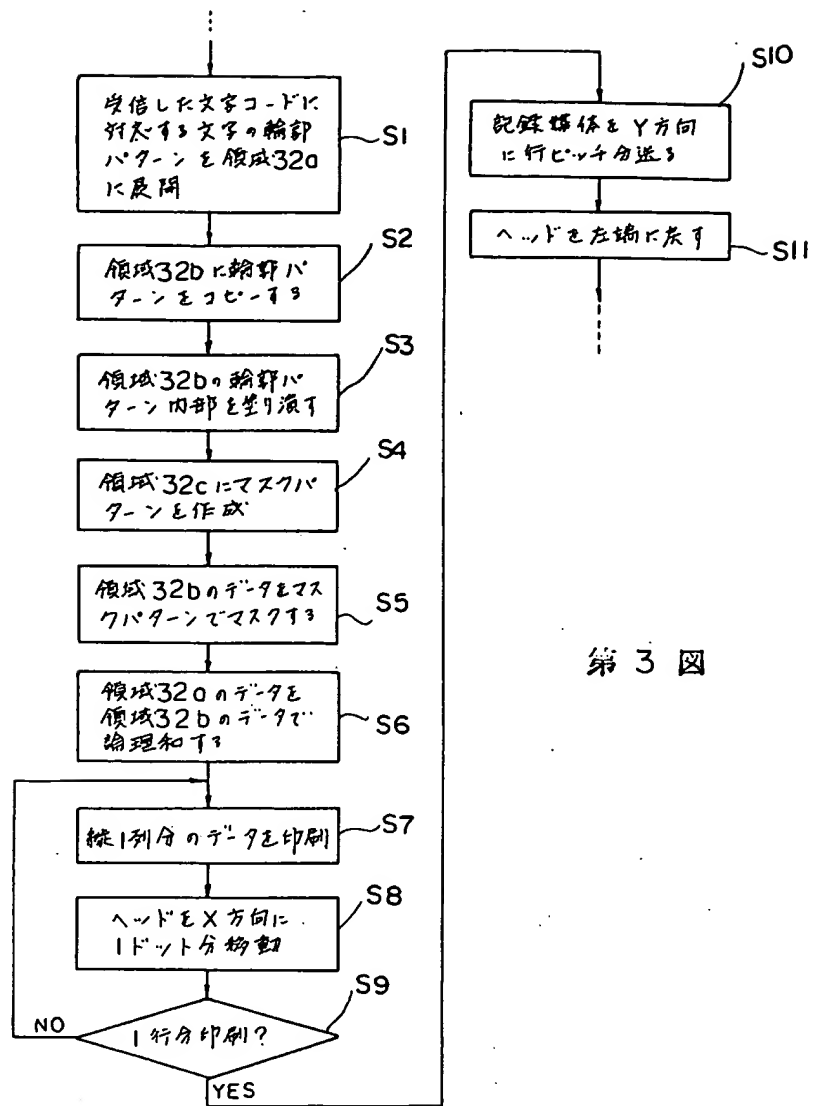 受信した文字コードに
対応する文字の輪郭
パターンを領域32a
に展開
S1
領域32bに輪郭パ
ターンをコピーする
S2
領域32bの輪郭パ
ターン内部を塗り潰す
S3
領域32cにマスクパ
ターンを作成
S4
領域32bのデータをマス
クパターンでマスクする
S5
領域32aのデータを
領域32bのデータで
論理和する
S6
縦1列分のデータを印刷
S7
ヘッドをX方向に
1ドット分移動
S8
1行分印刷?
S9
NO
YES
記録媒体をY方向
に行ピッチ分送る
S10
ヘッドを左端に戻す
S11
第3図